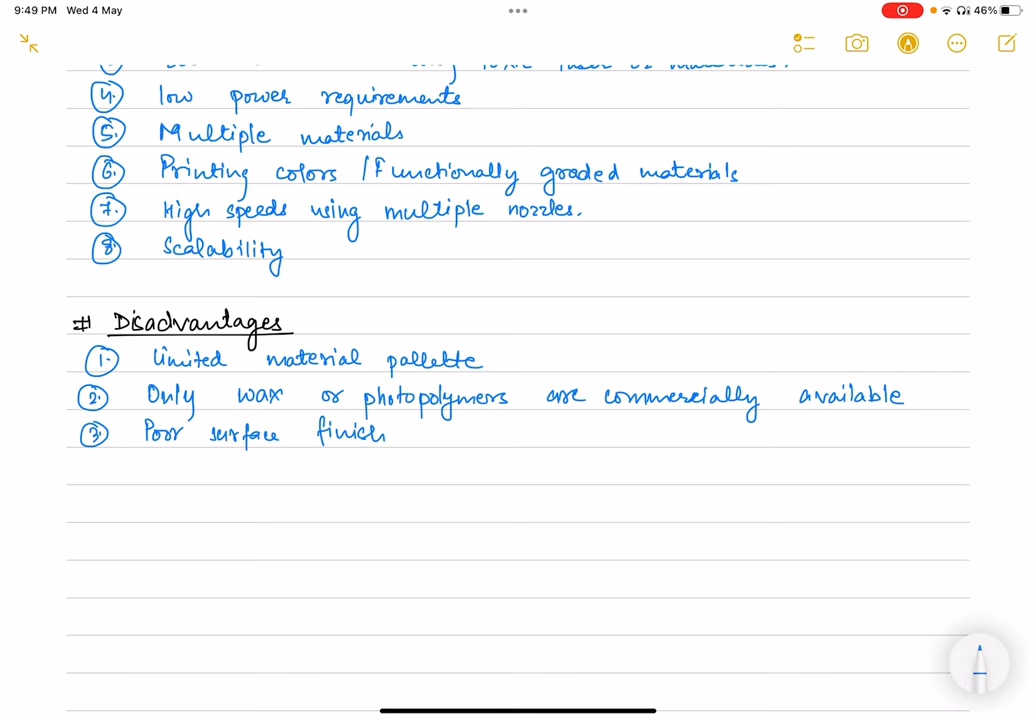 9:49 PM Wed 4 May
46%
4. low power requirements
5. Multiple materials
6. Printing colors / Functionally graded materials
7. High speeds using multiple nozzles.
8. Scalability
# Disadvantages
1. limited material pallette
2. Only wax or photopolymers are commercially available
3. Poor surface finish